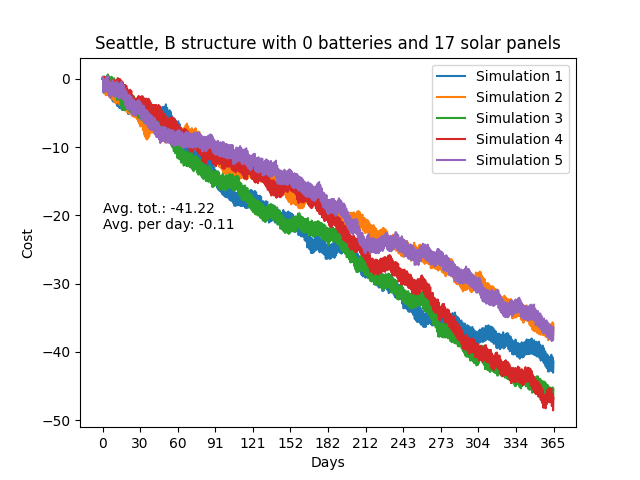 Seattle, B structure with 0 batteries and 17 solar panels
Simulation 1
Simulation 2
Simulation 3
Simulation 4
Simulation 5
Avg. tot.: -41.22
Avg. per day: -0.11
Cost
0
−10
−20
−30
−40
−50
0 30 60 91 121 152 182 212 243 273 304 334 365
Days